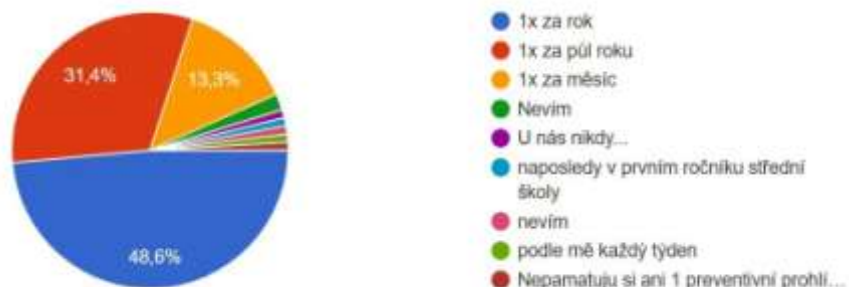 31,4%
13,3%
48,6%
1x za rok
1x za půl roku
1x za měsíc
Nevím
U nás nikdy...
naposledy v prvním ročníku střední
školy
nevím
podle mě každý týden
Nepamatuju si ani 1 preventivní prohlí...